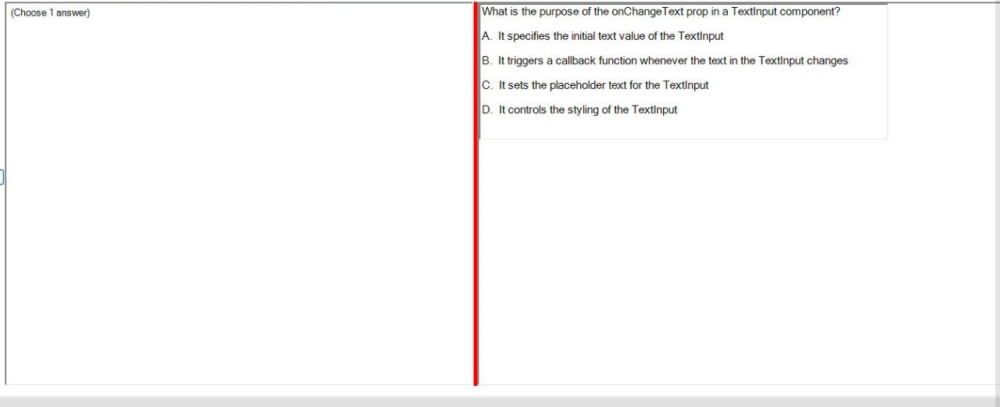 (Choose 1 answer)
What is the purpose of the onChangeText prop in a TextInput component?
A. It specifies the initial text value of the TextInput
B. It triggers a callback function whenever the text in the TextInput changes
C. It sets the placeholder text for the TextInput
D. It controls the styling of the TextInput